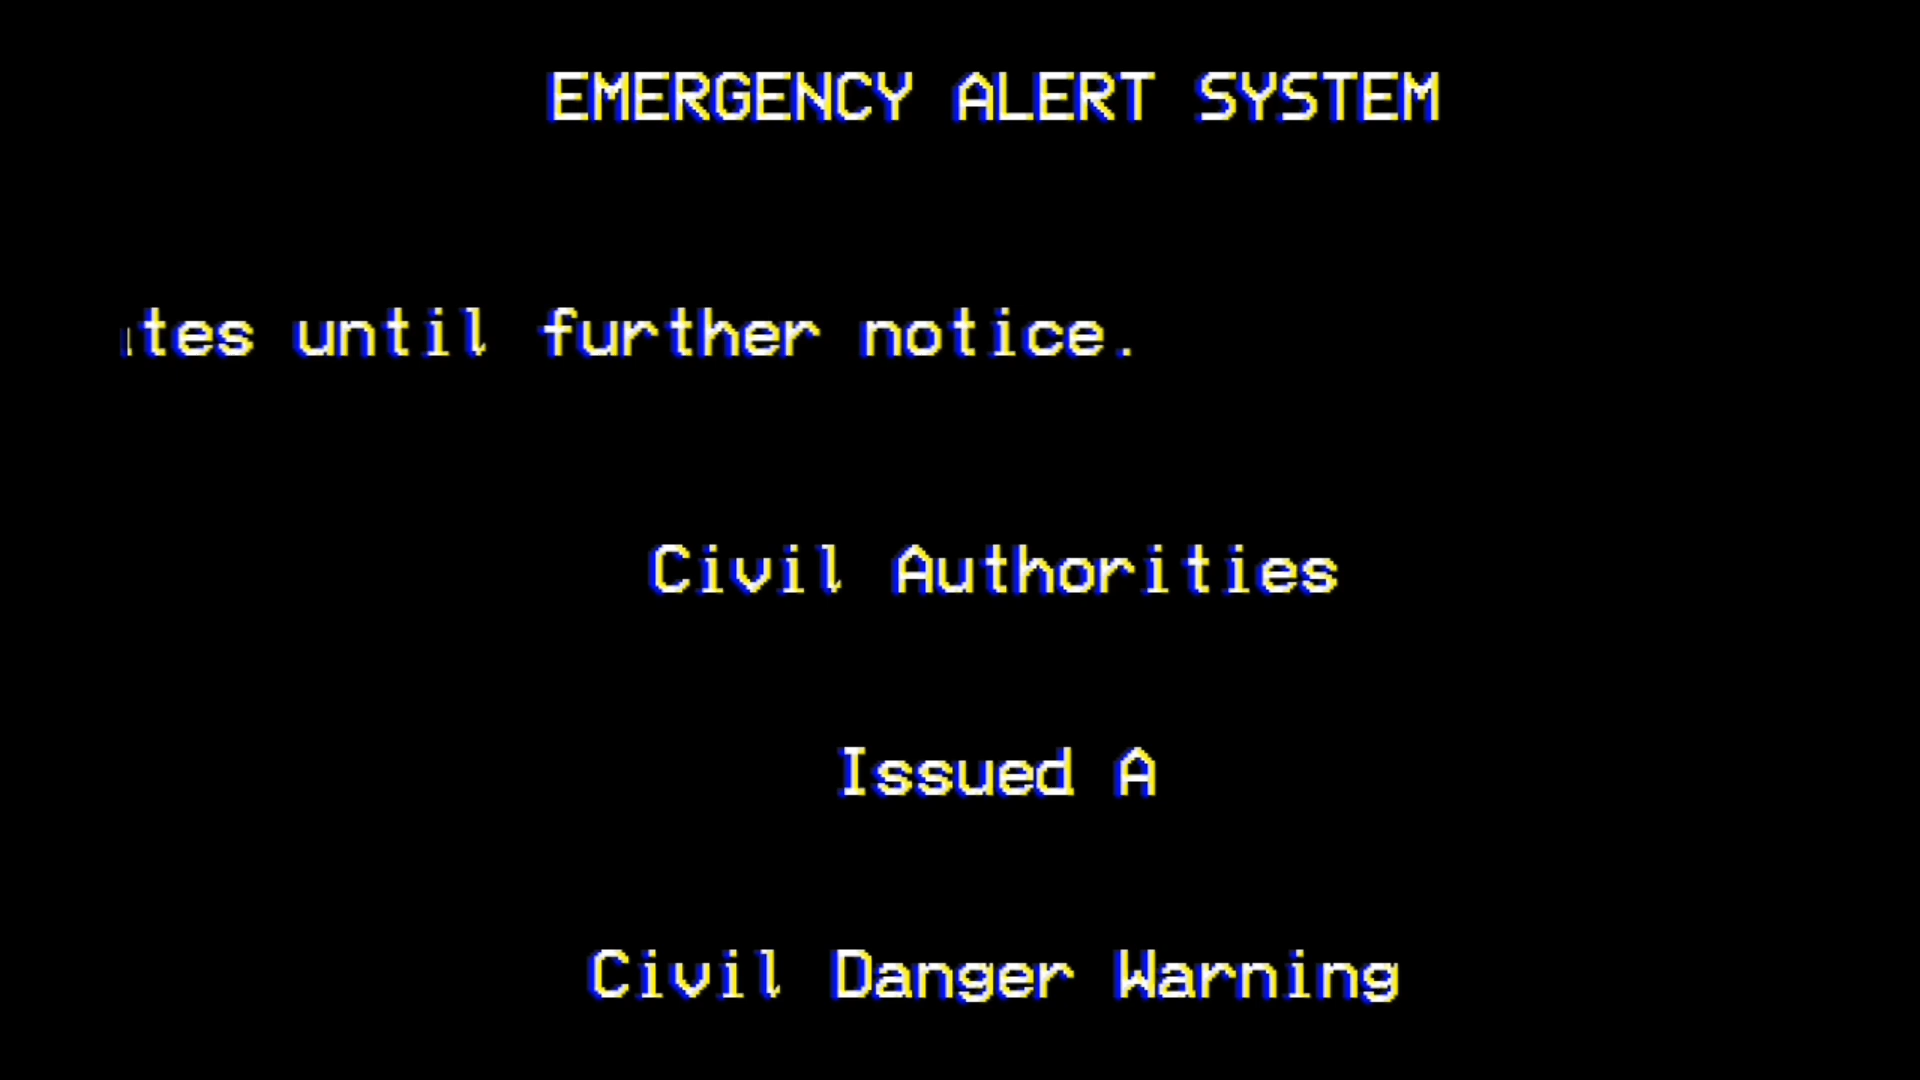 EMERGENCY ALERT SYSTEM
tes until further notice.
Civil Authorities
Issued A
Civil Danger Warning